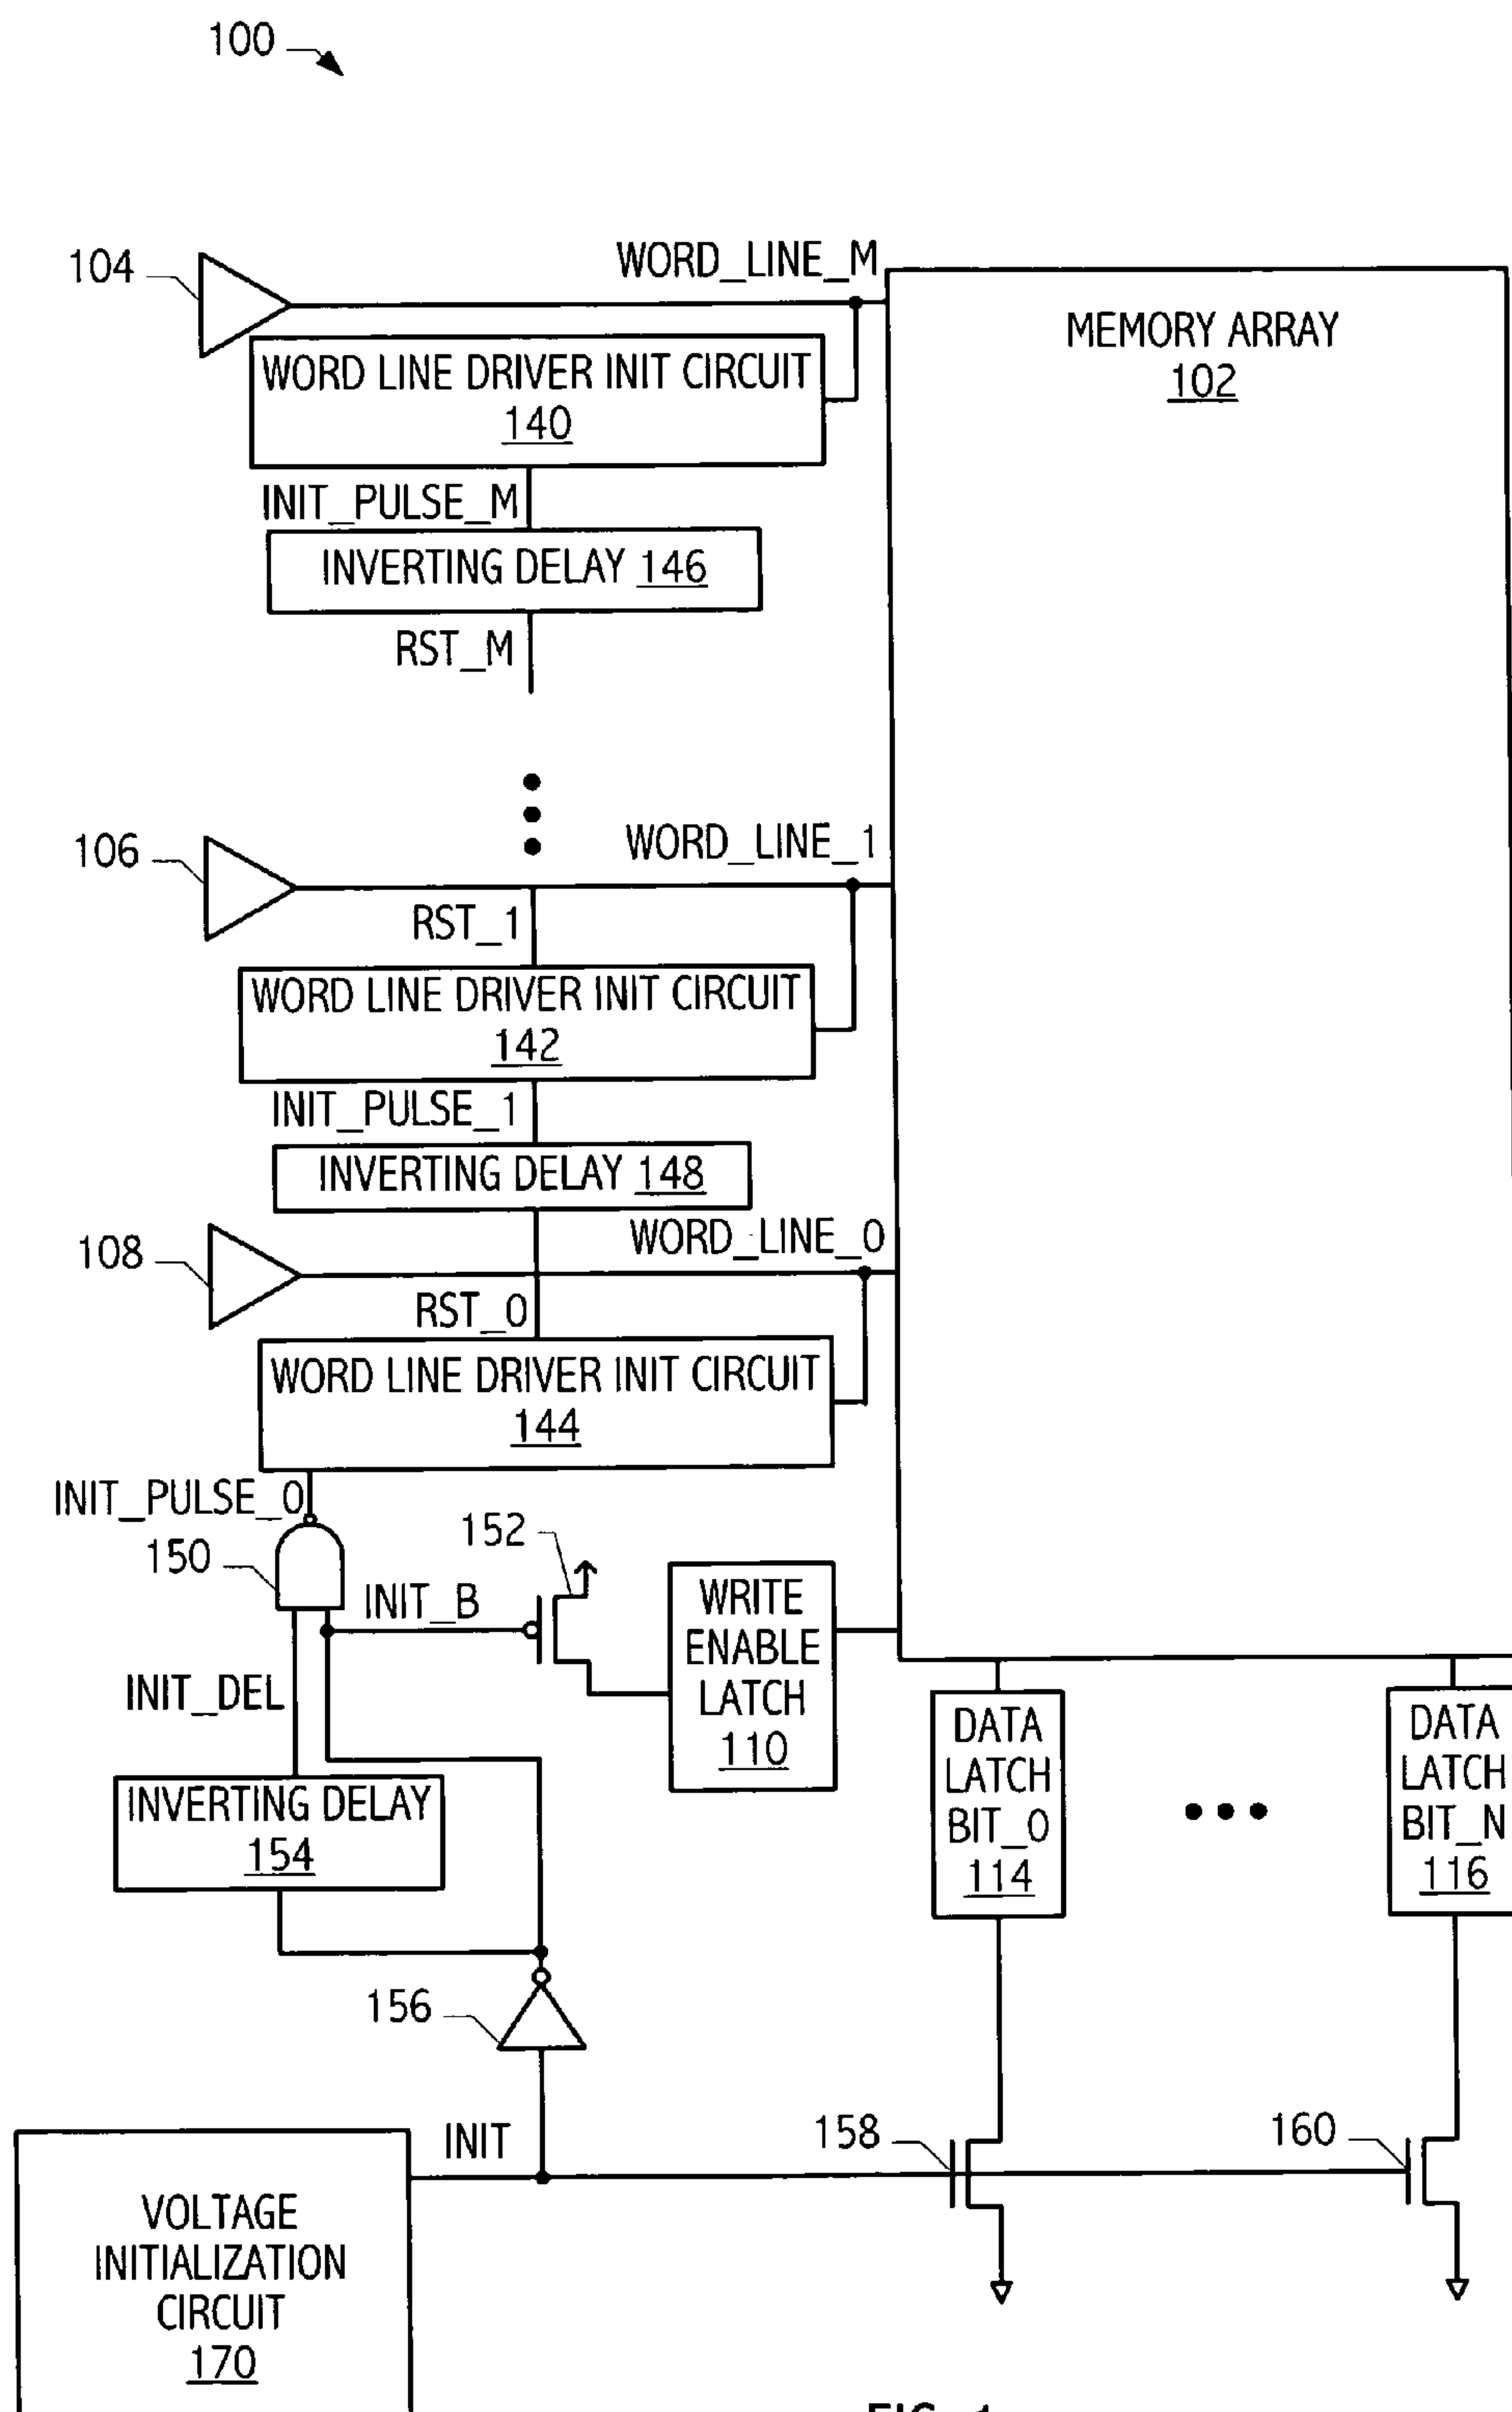 100
104
WORD_LINE_M
MEMORY ARRAY
102
WORD LINE DRIVER INIT CIRCUIT
140
INIT_PULSE_M
INVERTING DELAY 146
RST_M
106
WORD_LINE_1
RST_1
WORD LINE DRIVER INIT CIRCUIT
142
INIT_PULSE_1
INVERTING DELAY 148
108
WORD_LINE_0
RST_0
WORD LINE DRIVER INIT CIRCUIT
144
INIT_PULSE_0
150
152
INIT_B
WRITE
ENABLE
LATCH
110
INIT_DEL
INVERTING DELAY
154
DATA
LATCH
BIT_0
114
DATA
LATCH
BIT_N
116
156
INIT
158
160
VOLTAGE
INITIALIZATION
CIRCUIT
170